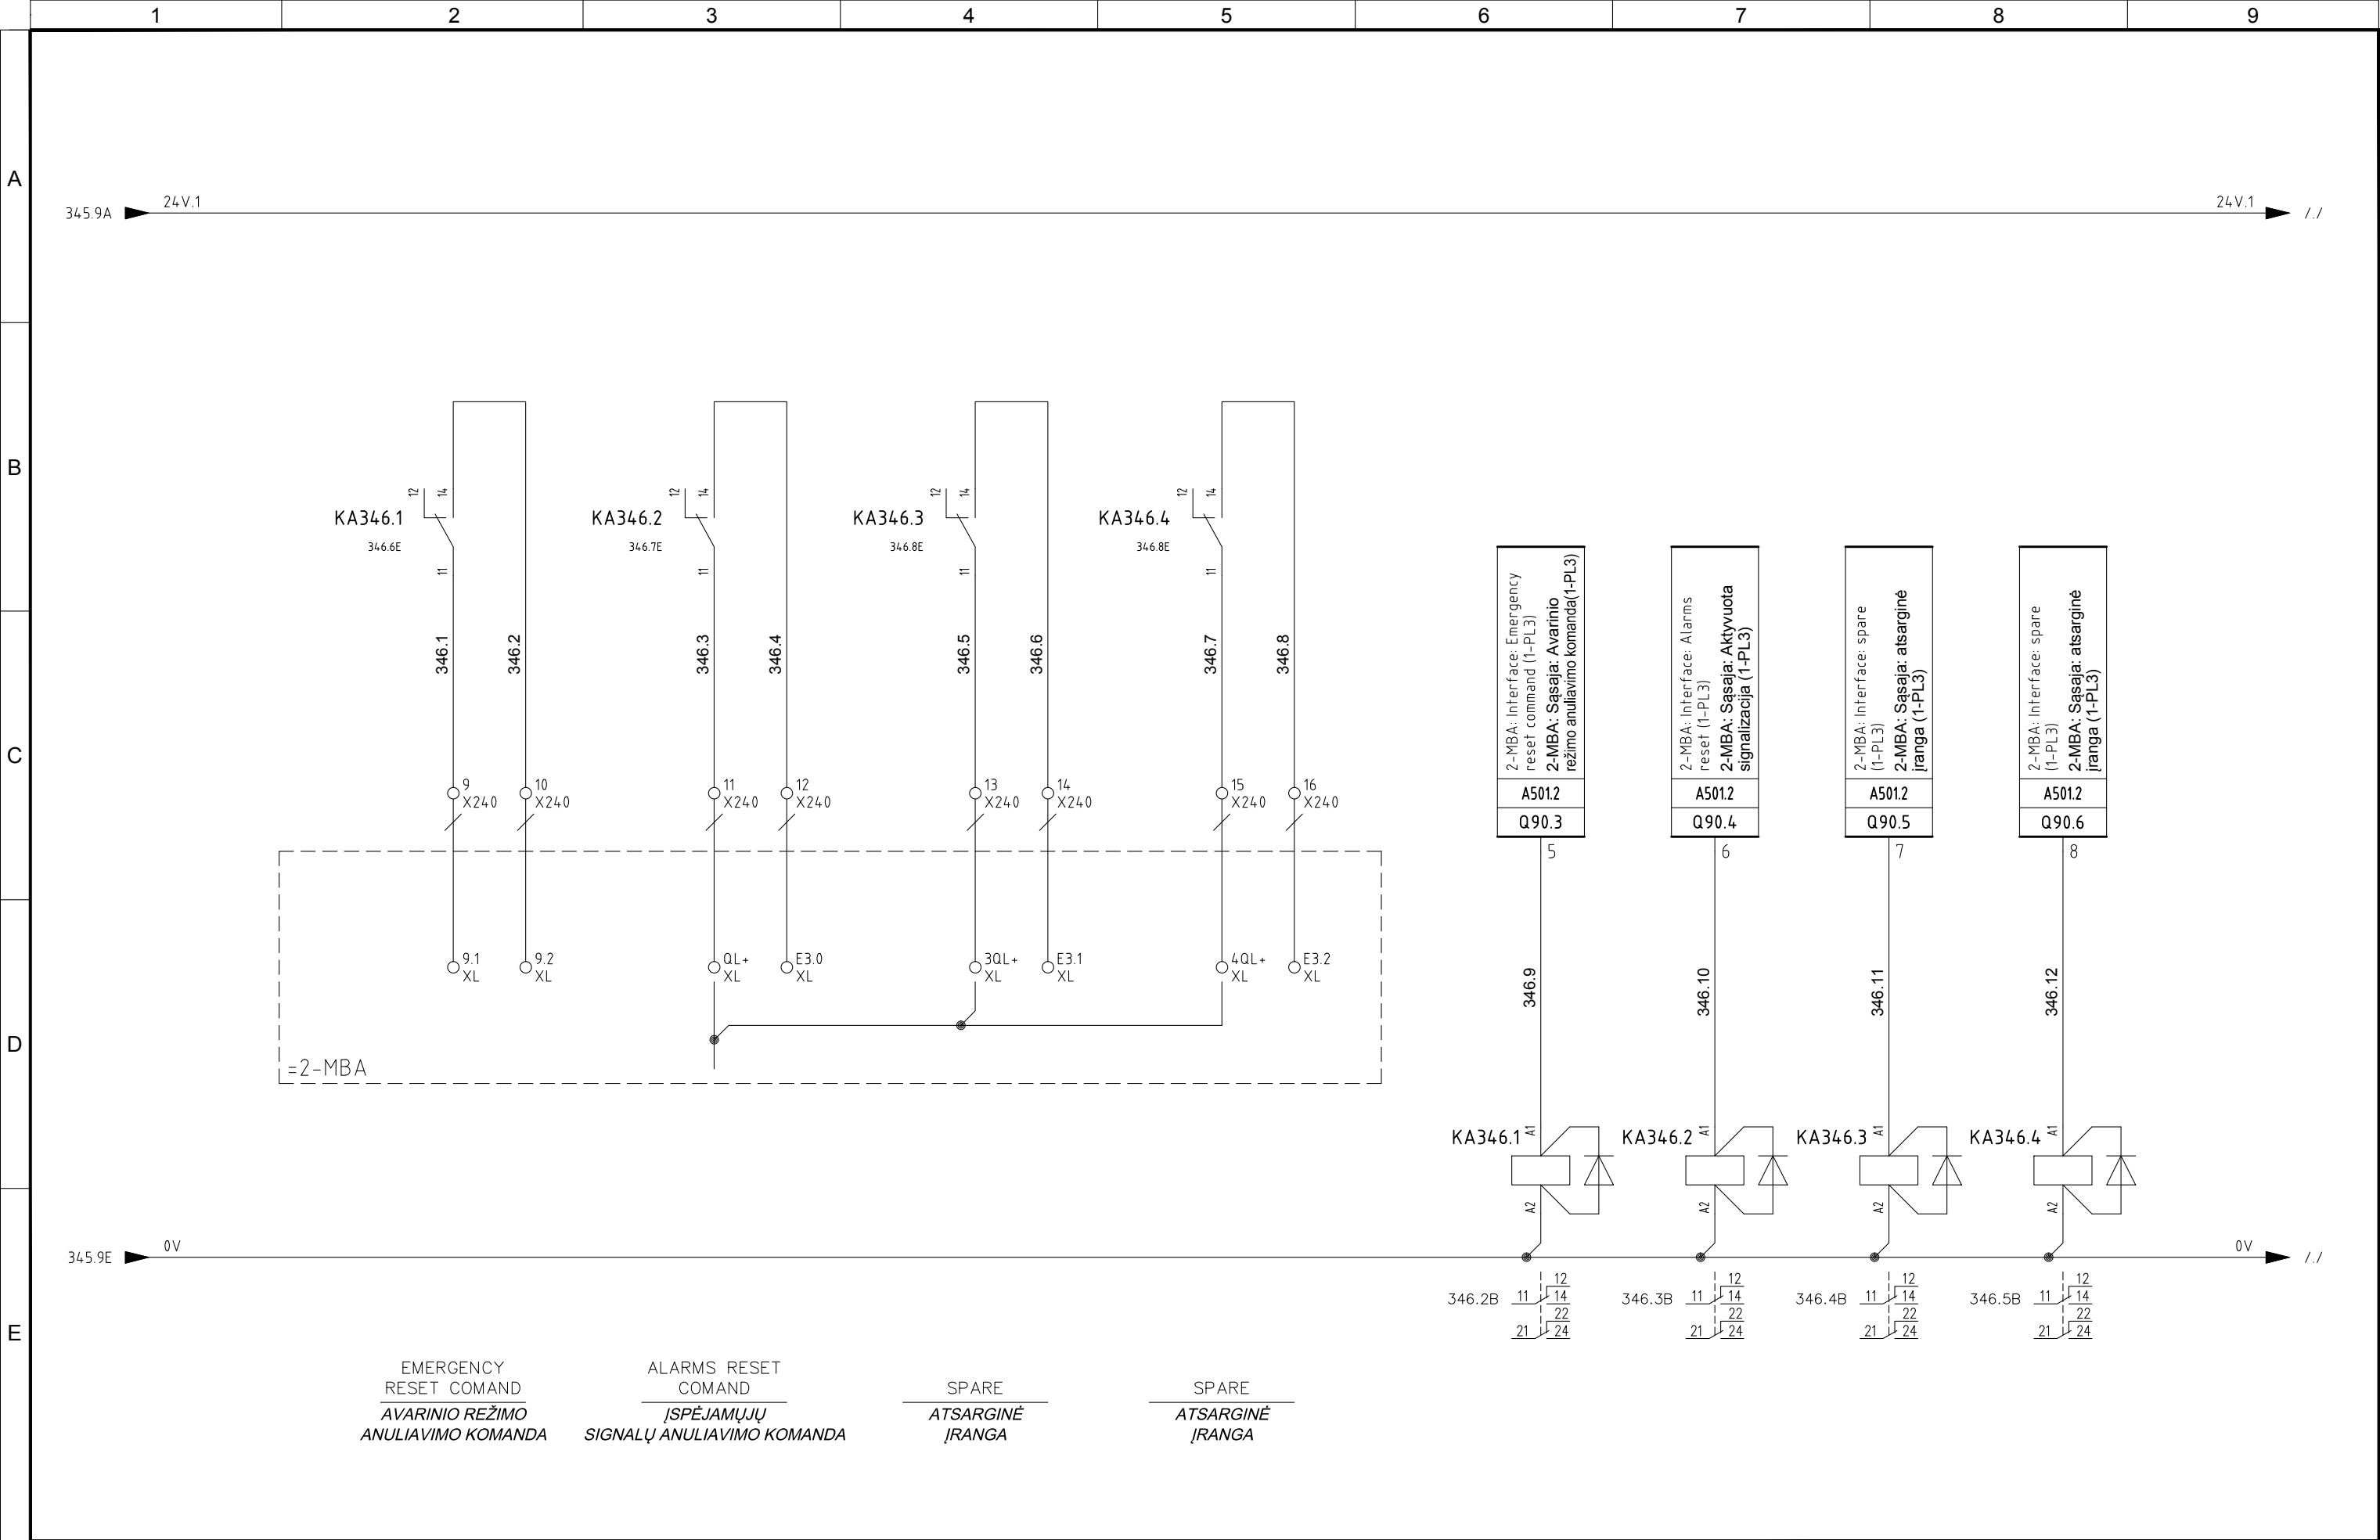 1 2 3 4 5 6 7 8 9
A
345.9A 24V.1 24V.1 /./
B
12 14
KA346.1
346.6E
11
12 14
KA346.2
346.7E
11
12 14
KA346.3
346.8E
11
12 14
KA346.4
346.8E
11
C
346.1 346.2 346.3 346.4 346.5 346.6 346.7 346.8
2-MBA: Interface: Emergency
reset command (1-PL3)
2-MBA: Sąsaja: Avarinio
režimo anuliavimo komanda(1-PL3)
A501.2
Q90.3
5
2-MBA: Interface: Alarms
reset (1-PL3)
2-MBA: Sąsaja: Aktyvuota
signalizacija (1-PL3)
A501.2
Q90.4
6
2-MBA: Interface: spare
(1-PL3)
2-MBA: Sąsaja: atsarginė
įranga (1-PL3)
A501.2
Q90.5
7
2-MBA: Interface: spare
(1-PL3)
2-MBA: Sąsaja: atsarginė
įranga (1-PL3)
A501.2
Q90.6
8
9 10 11 12 13 14 15 16
X240 X240 X240 X240 X240 X240 X240 X240
D
9.1 9.2 QL+ E3.0 3QL+ E3.1 4QL+ E3.2
XL XL XL XL XL XL XL XL
=2-MBA
346.9 346.10 346.11 346.12
KA346.1 A1 KA346.2 A1 KA346.3 A1 KA346.4 A1
A2 A2 A2 A2
345.9E 0V 0V /./
E
12 12 12 12
346.2B 11 14 346.3B 11 14 346.4B 11 14 346.5B 11 14
22 22 22 22
21 24 21 24 21 24 21 24
EMERGENCY
RESET COMAND
AVARINIO REŽIMO
ANULIAVIMO KOMANDA
ALARMS RESET
COMAND
ĮSPĖJAMŲJŲ
SIGNALŲ ANULIAVIMO KOMANDA
SPARE
ATSARGINĖ
ĮRANGA
SPARE
ATSARGINĖ
ĮRANGA